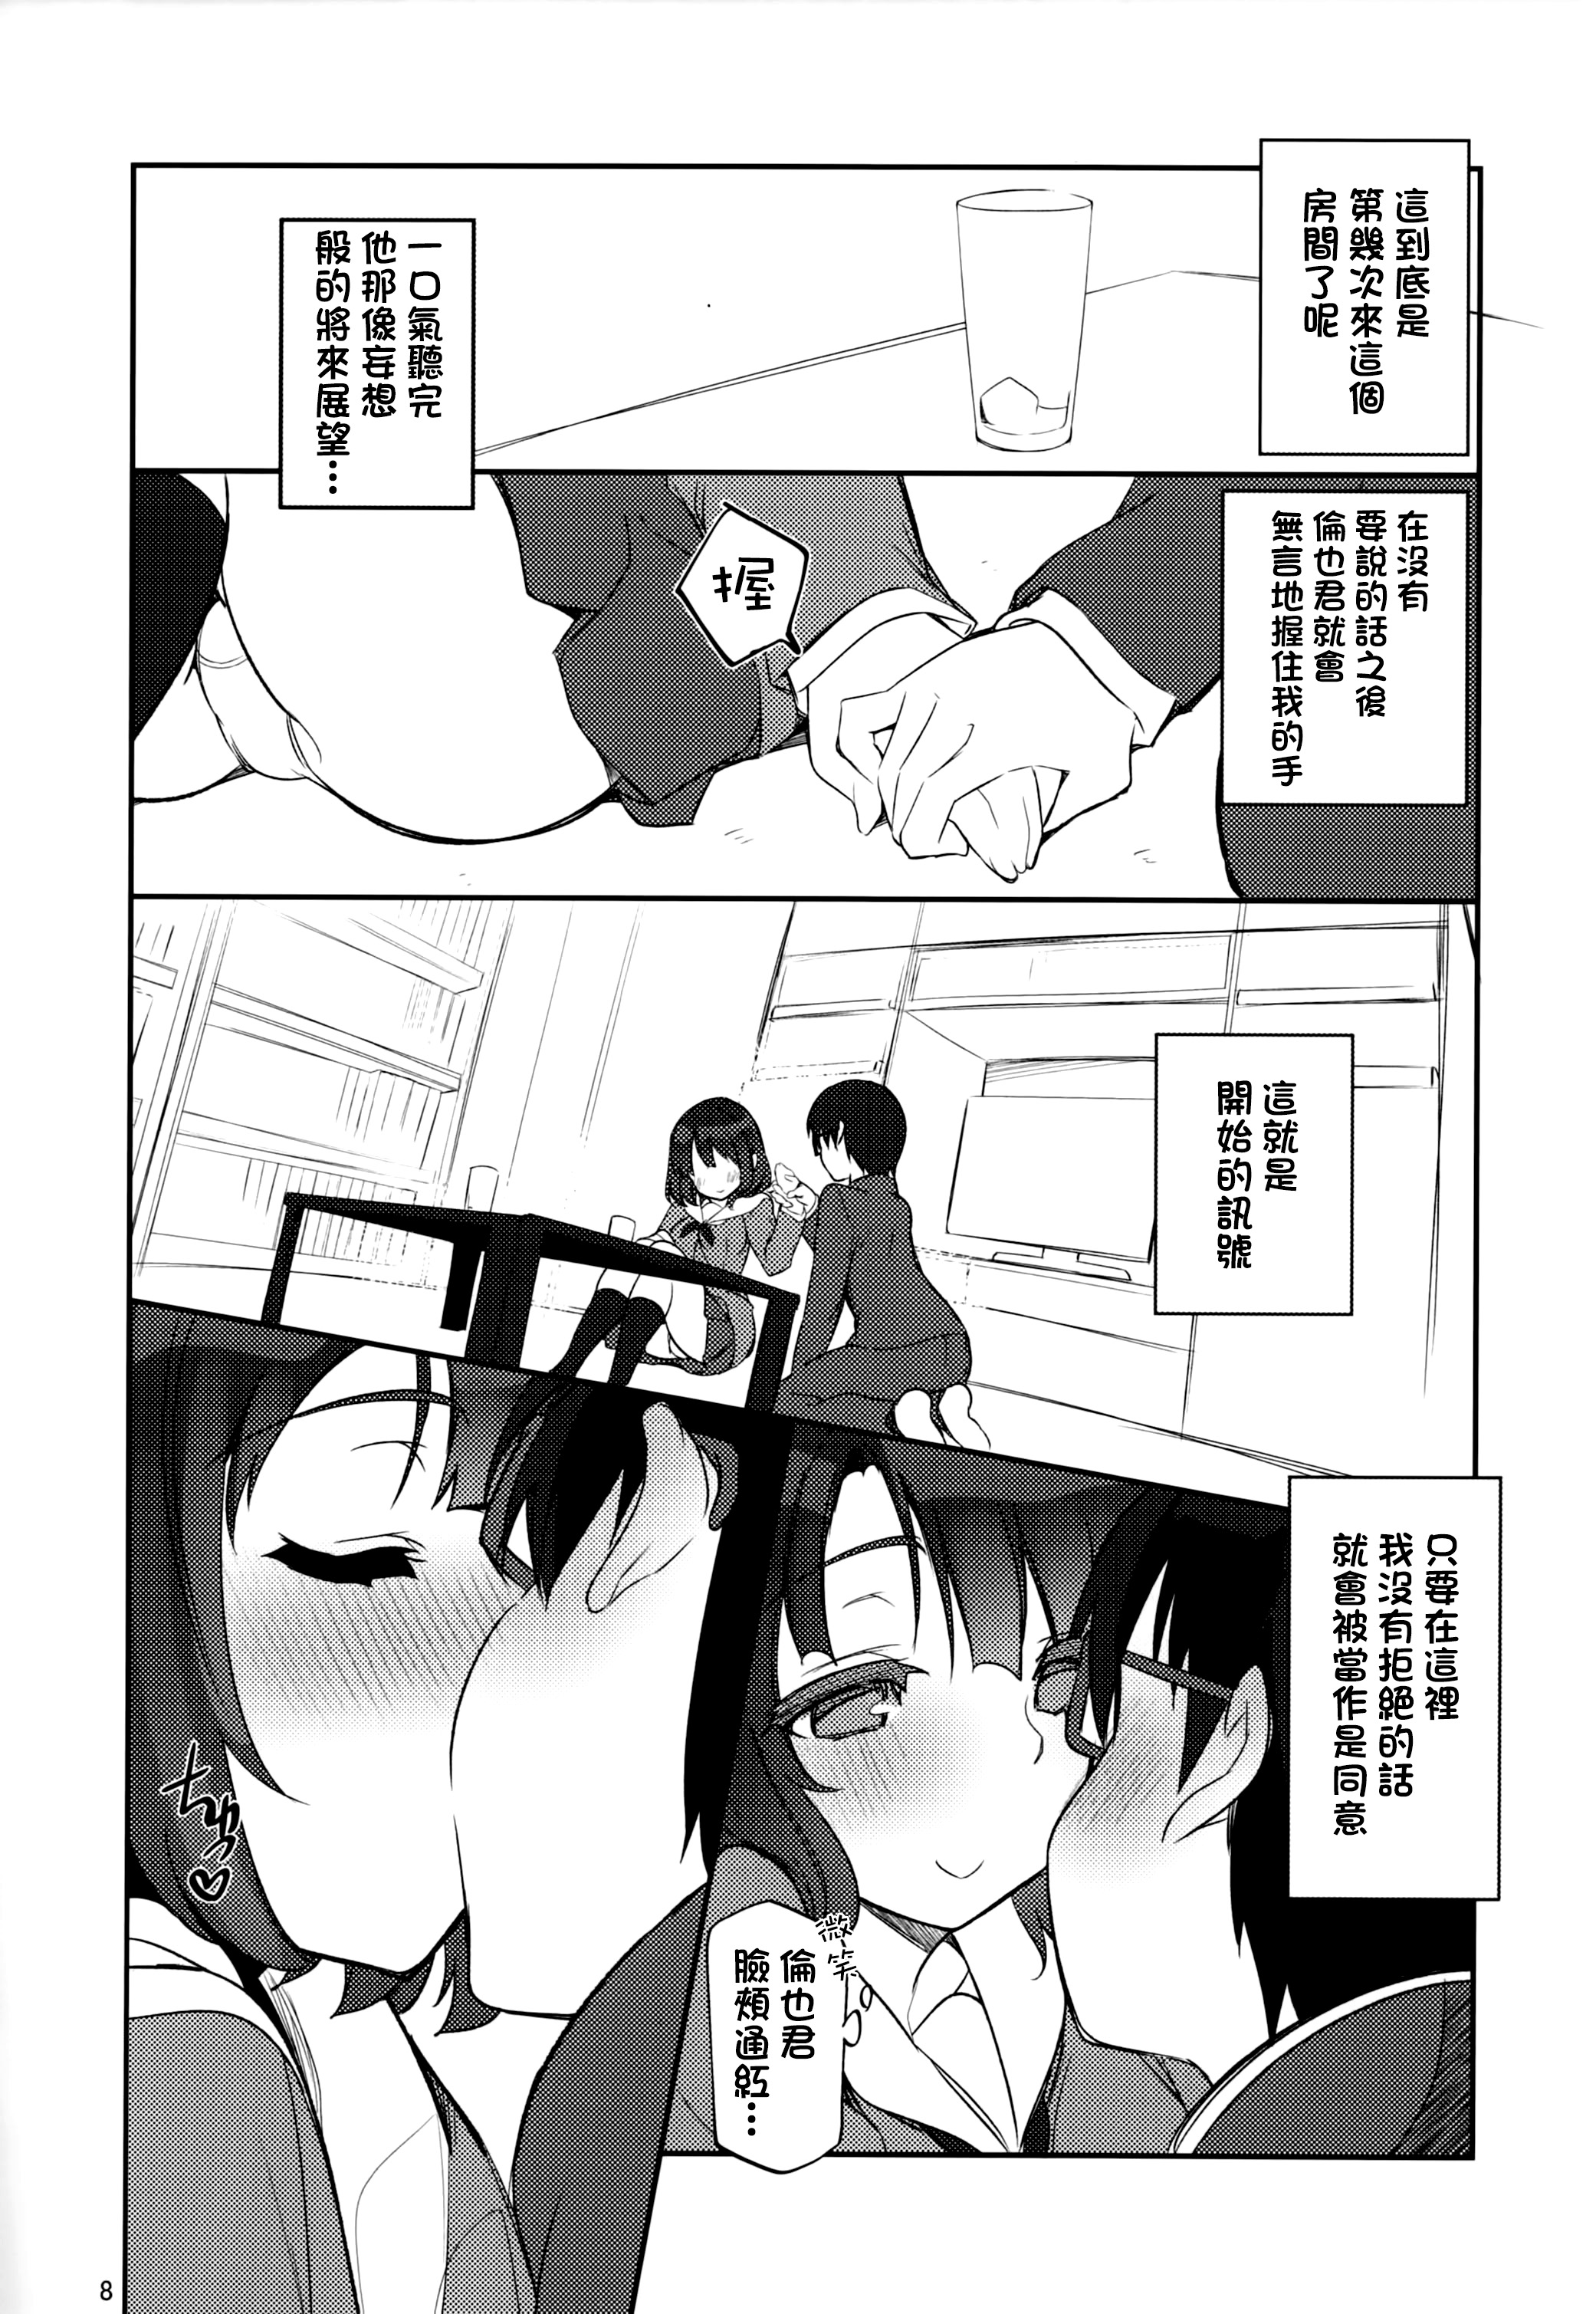 這到底是
第幾次來這個
房間了呢
一口氣聽完
他那像妄想
般的將來展望…
在沒有
要說的話之後
倫也君就會
無言地握住我的手
握
這就是
開始的訊號
只要在這裡
我沒有拒絕的話
就會被當作是同意
微笑
倫也君
臉頰通紅…
ちゅっ♡
8